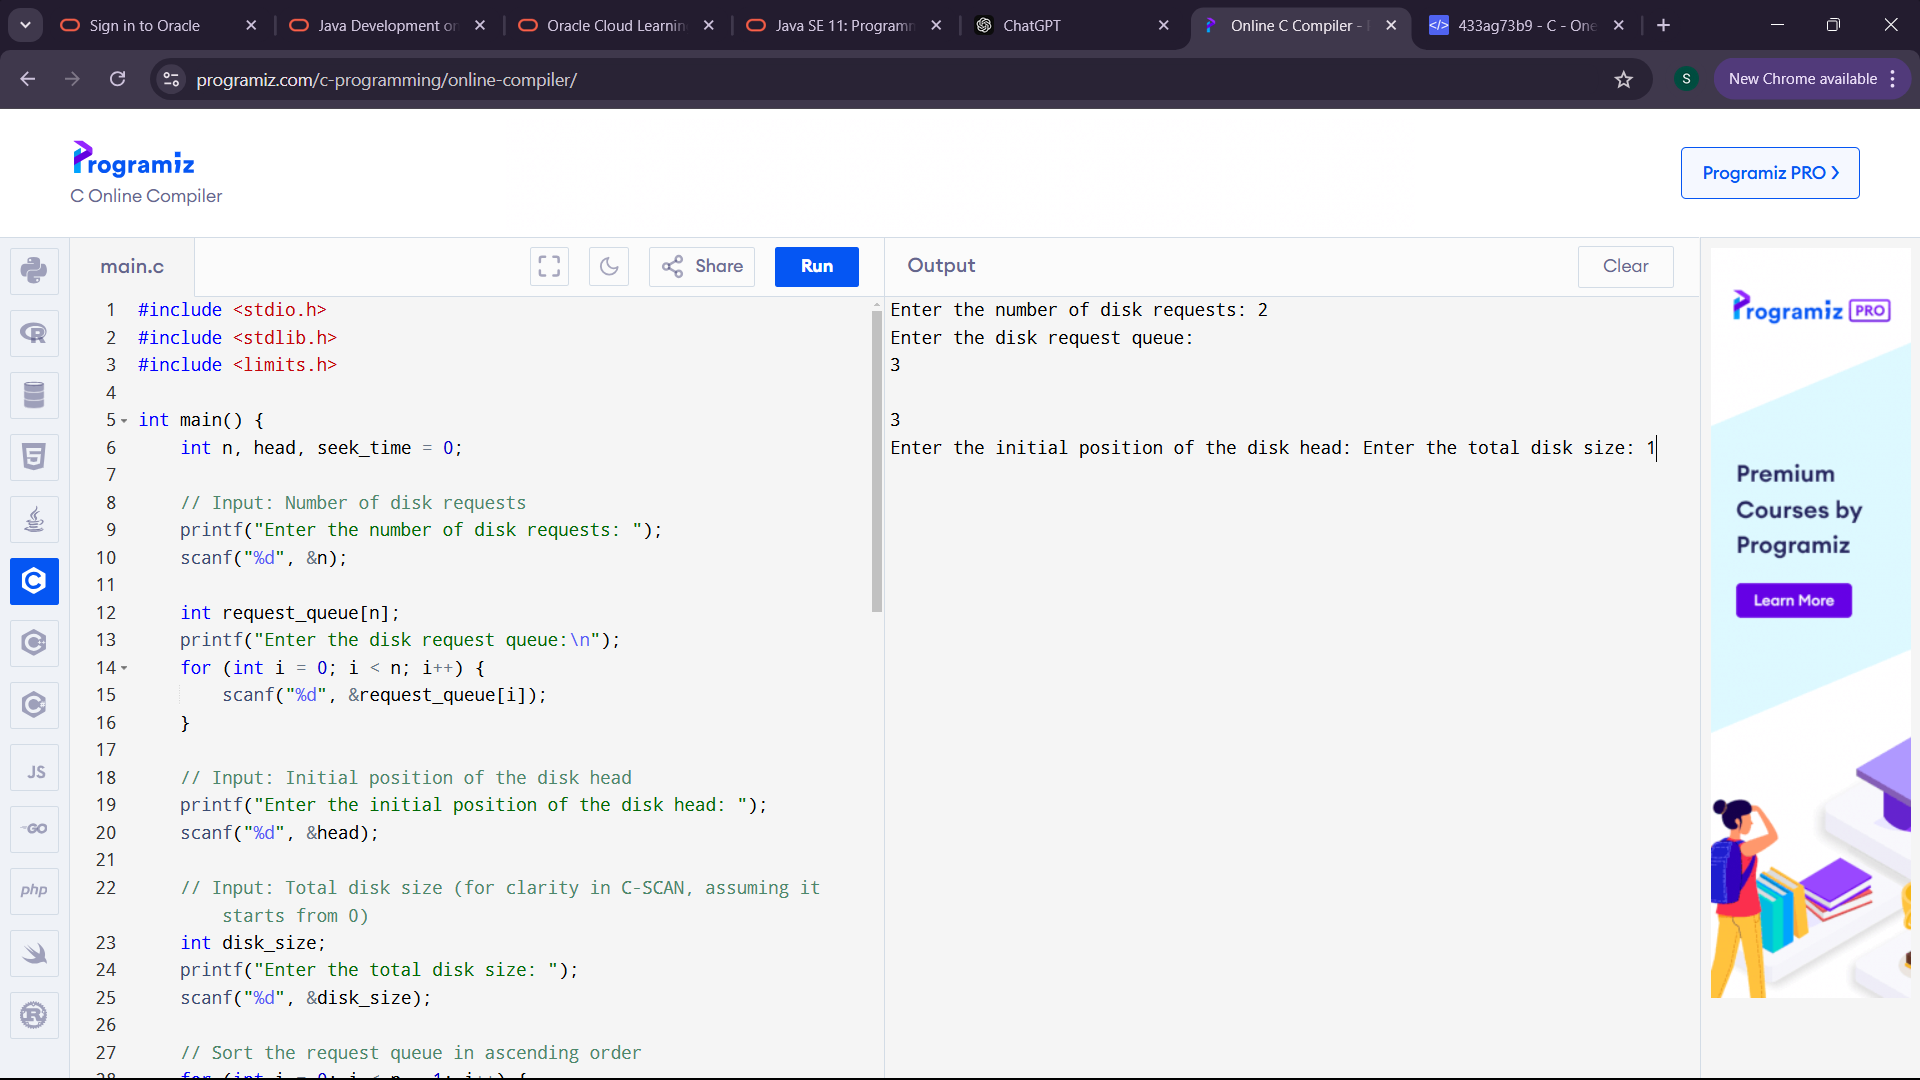 Sign in to Oracle
Java Development on
Oracle Cloud Learnin
Java SE 11: Programm
ChatGPT
Online C Compiler -
433ag73b9 - C - One
programiz.com/c-programming/online-compiler/
S
New Chrome available
Programiz
C Online Compiler
Programiz PRO
main.c
Share
Run
Output
Clear
1 #include <stdio.h>
2 #include <stdlib.h>
3 #include <limits.h>
4
5 int main() {
6 int n, head, seek_time = 0;
7
8 // Input: Number of disk requests
9 printf("Enter the number of disk requests: ");
10 scanf("%d", &n);
11
12 int request_queue[n];
13 printf("Enter the disk request queue:\n");
14 for (int i = 0; i < n; i++) {
15 scanf("%d", &request_queue[i]);
16 }
17
18 // Input: Initial position of the disk head
19 printf("Enter the initial position of the disk head: ");
20 scanf("%d", &head);
21
22 // Input: Total disk size (for clarity in C-SCAN, assuming it
starts from 0)
23 int disk_size;
24 printf("Enter the total disk size: ");
25 scanf("%d", &disk_size);
26
27 // Sort the request queue in ascending order
28 for (int i = 0; i < n - 1; i++) {
Enter the number of disk requests: 2
Enter the disk request queue:
3
3
Enter the initial position of the disk head: Enter the total disk size: 1
Programiz PRO
Premium
Courses by
Programiz
Learn More
R
5
C
C
C
JS
GO
php
R